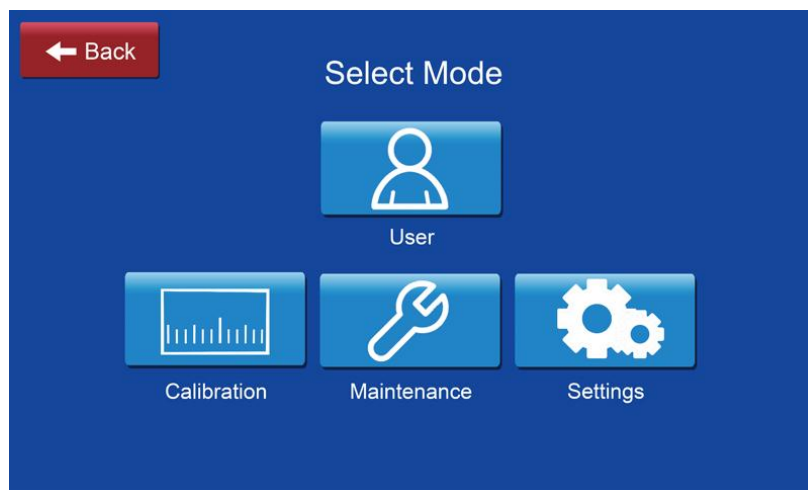 Back
Select Mode
User
Calibration
Maintenance
Settings